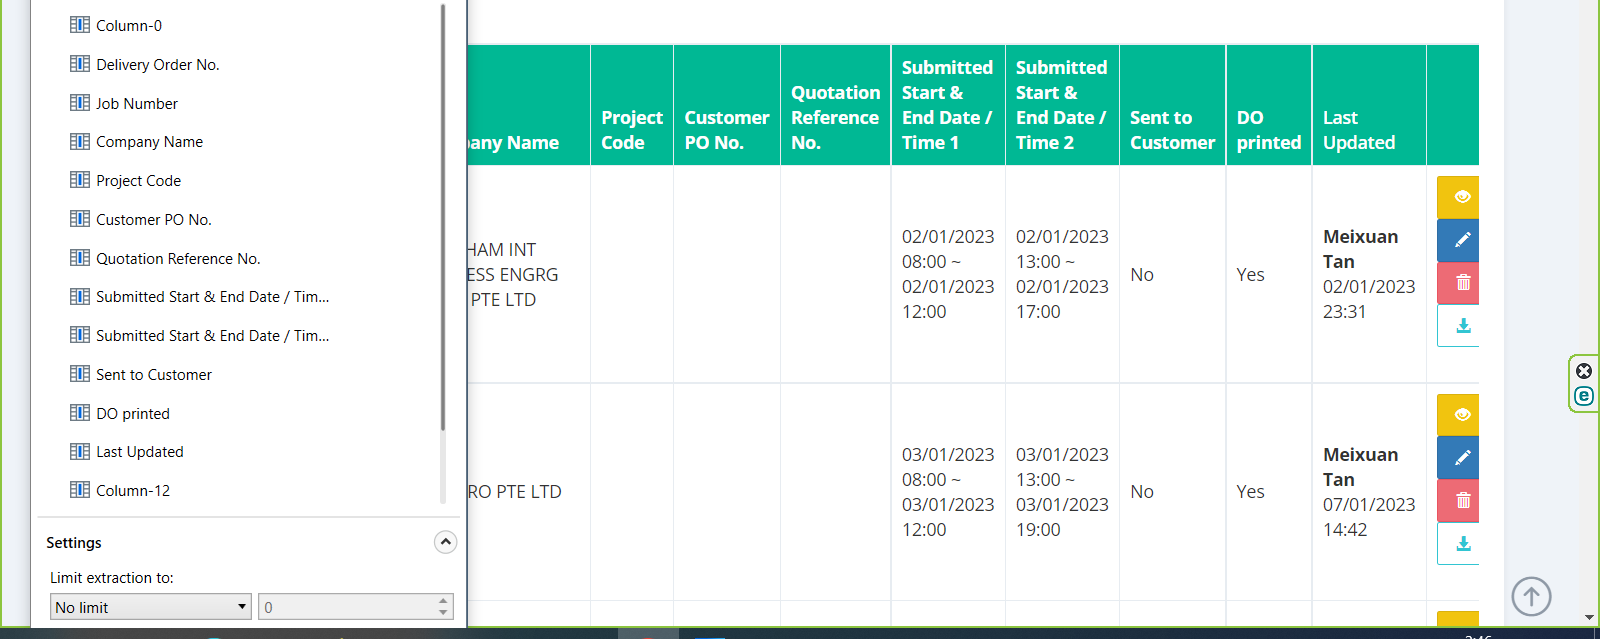 Column-0
Delivery Order No.
Job Number
Company Name
Project Code
Customer PO No.
Quotation Reference No.
Submitted Start & End Date / Tim...
Submitted Start & End Date / Tim...
Sent to Customer
DO printed
Last Updated
Column-12
Settings
Limit extraction to:
No limit
0
any Name
Project
Code
Customer
PO No.
Quotation
Reference
No.
Submitted
Start &
End Date /
Time 1
Submitted
Start &
End Date /
Time 2
Sent to
Customer
DO
printed
Last
Updated
HAM INT
ESS ENGRG
PTE LTD
02/01/2023
08:00 ~
02/01/2023
12:00
02/01/2023
13:00 ~
02/01/2023
17:00
No
Yes
Meixuan
Tan
02/01/2023
23:31
RO PTE LTD
03/01/2023
08:00 ~
03/01/2023
12:00
03/01/2023
13:00 ~
03/01/2023
19:00
No
Yes
Meixuan
Tan
07/01/2023
14:42